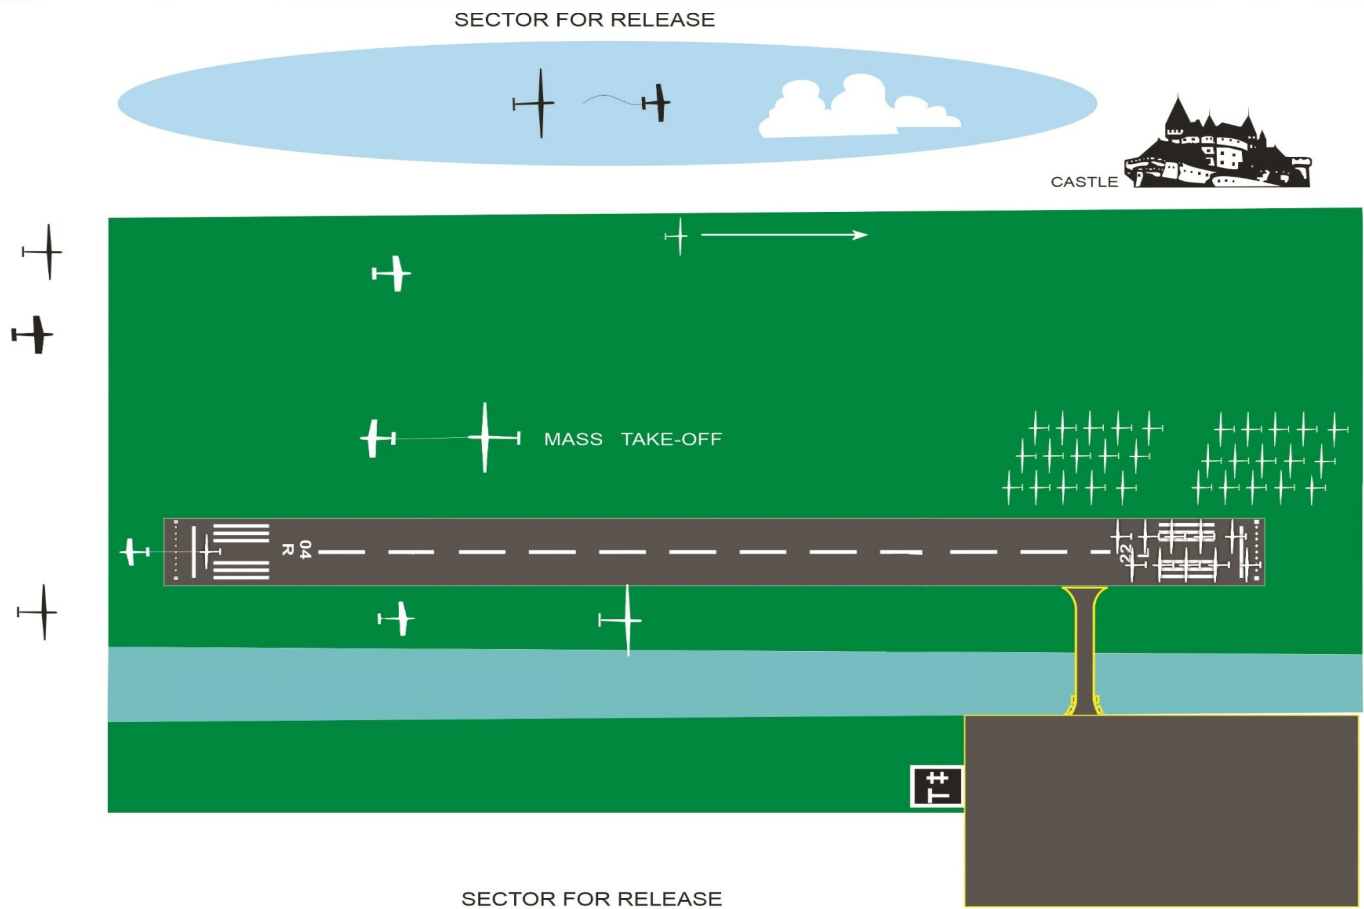 SECTOR FOR RELEASE
CASTLE
MASS TAKE-OFF
04
R
22
L
T
SECTOR FOR RELEASE